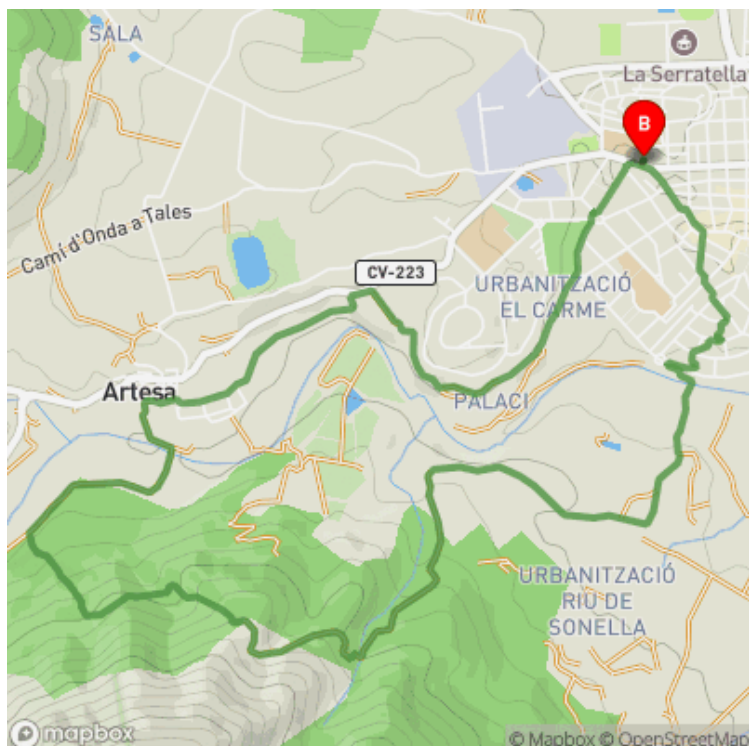 SALA
La Serratella
B
Camí d'Onda a Tales
CV-223
URBANITZACIÓ
EL CARME
Artesa
PALACI
URBANITZACIÓ
RIU DE
SONELLA
mapbox
© Mapbox © OpenStreetMap